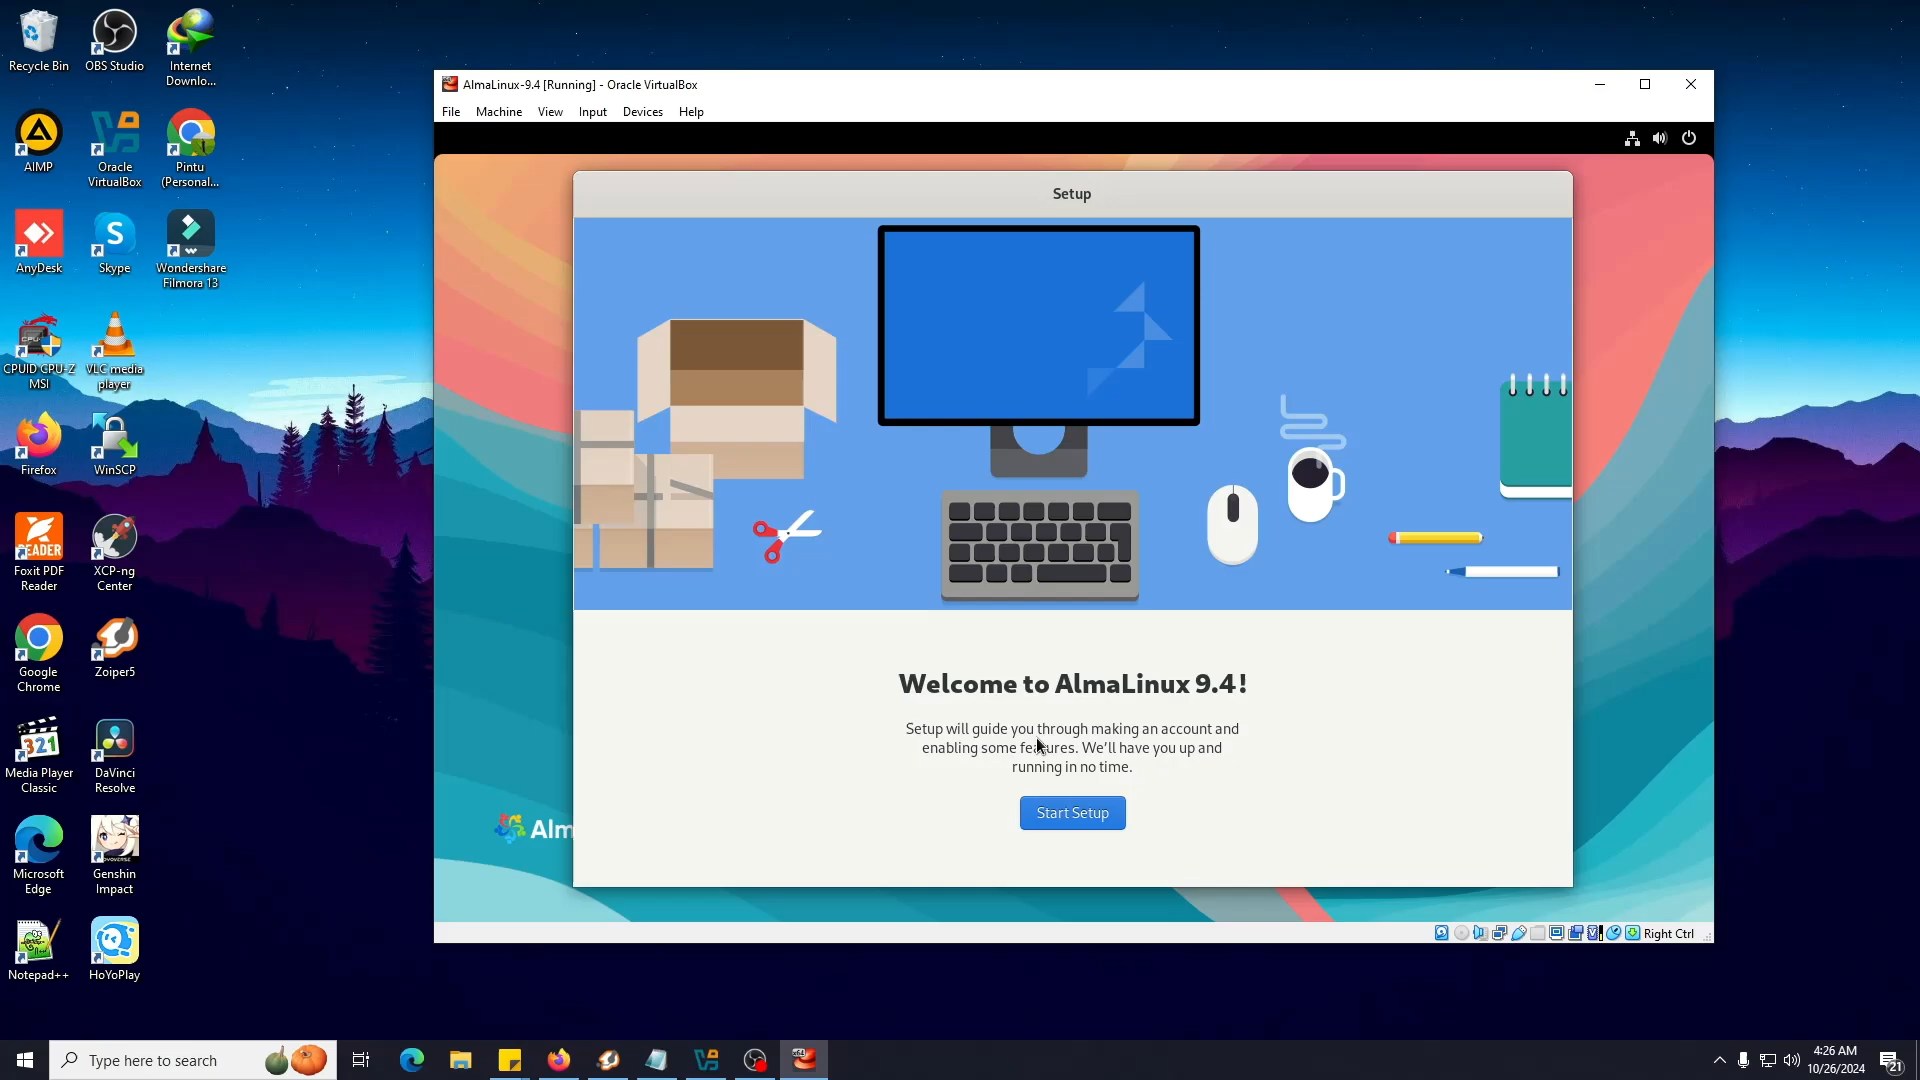 Recycle Bin
OBS Studio
Internet
Downlo...
AIMP
Oracle
VirtualBox
Pintu
(Personal...
AnyDesk
Skype
Wondershare
Filmora 13
CPUID CPU-Z
MSI
VLC media
player
Firefox
WinSCP
Foxit PDF
Reader
XCP-ng
Center
Google
Chrome
Zoiper5
Media Player
Classic
DaVinci
Resolve
Microsoft
Edge
Genshin
Impact
Notepad++
HoYoPlay
AlmaLinux-9.4 [Running] - Oracle VirtualBox
File Machine View Input Devices Help
Setup
Welcome to AlmaLinux 9.4!
Setup will guide you through making an account and
enabling some features. We'll have you up and
running in no time.
Start Setup
Alm
Right Ctrl
Type here to search
4:26 AM
10/26/2024
21